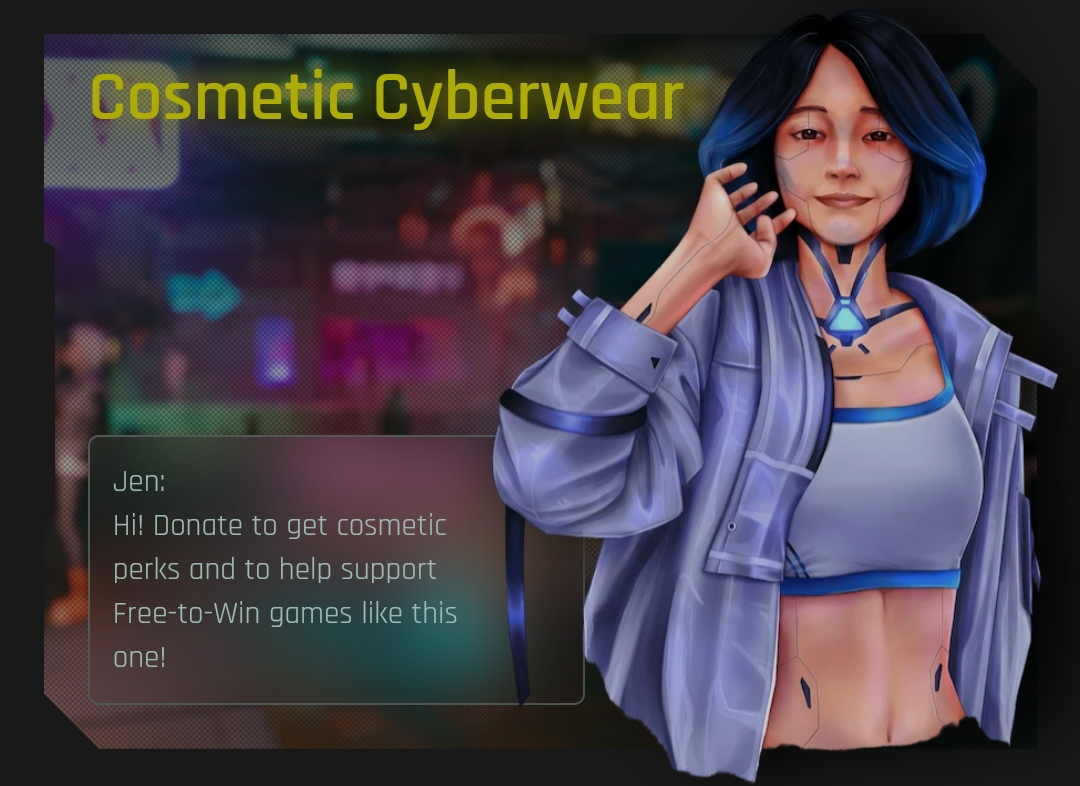 Cosmetic Cyberwear
Jen:
Hi! Donate to get cosmetic
perks and to help support
Free-to-Win games like this
one!